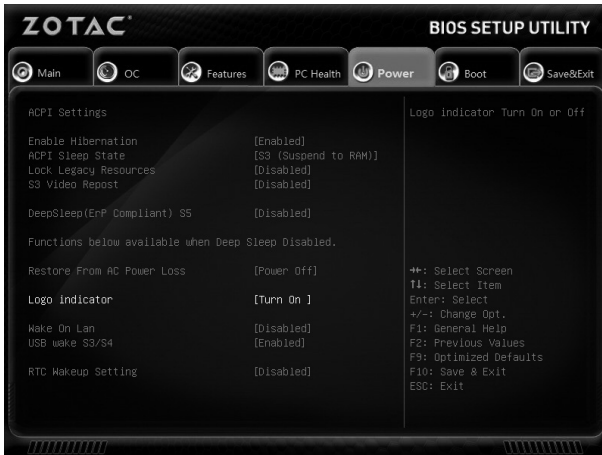 ZOTAC
BIOS SETUP UTILITY
Main OC Features PC Health Power Boot Save&Exit
ACPI Settings
Logo indicator Turn On or Off
Enable Hibernation [Enabled]
ACPI Sleep State [S3 (Suspend to RAM)]
Lock Legacy Resources [Disabled]
S3 Video Repost [Disabled]
DeepSleep(ErP Compliant) S5 [Disabled]
Functions below available when Deep Sleep Disabled.
Restore From AC Power Loss [Power Off]
Logo indicator [Turn On ]
Wake On Lan [Disabled]
USB wake S3/S4 [Enabled]
RTC Wakeup Setting [Disabled]
→←: Select Screen
↑↓: Select Item
Enter: Select
+/-: Change Opt.
F1: General Help
F2: Previous Values
F9: Optimized Defaults
F10: Save & Exit
ESC: Exit